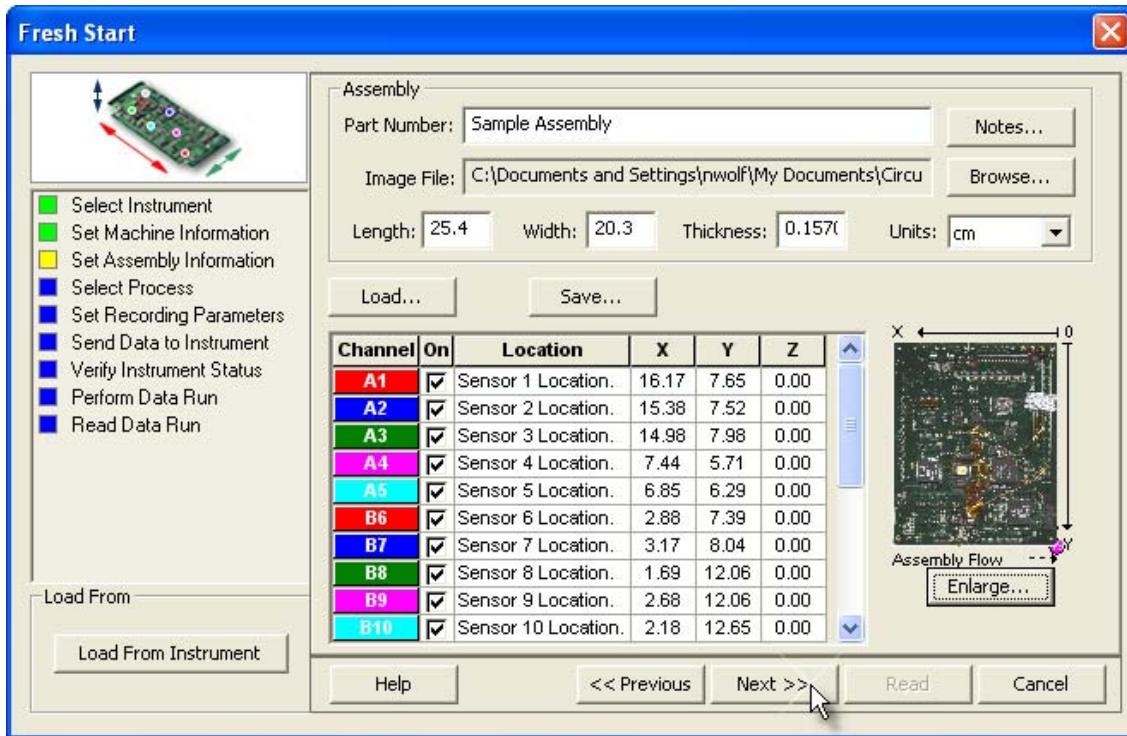 Fresh Start
Select Instrument
Set Machine Information
Set Assembly Information
Select Process
Set Recording Parameters
Send Data to Instrument
Verify Instrument Status
Perform Data Run
Read Data Run
Load From
Load From Instrument
Assembly
Part Number: Sample Assembly Notes...
Image File: C:\Documents and Settings\nwolf\My Documents\Circu Browse...
Length: 25.4 Width: 20.3 Thickness: 0.157( Units: cm
Load... Save...
Channel On Location X Y Z
A1 Sensor 1 Location. 16.17 7.65 0.00
A2 Sensor 2 Location. 15.38 7.52 0.00
A3 Sensor 3 Location. 14.98 7.98 0.00
A4 Sensor 4 Location. 7.44 5.71 0.00
A5 Sensor 5 Location. 6.85 6.29 0.00
B6 Sensor 6 Location. 2.88 7.39 0.00
B7 Sensor 7 Location. 3.17 8.04 0.00
B8 Sensor 8 Location. 1.69 12.06 0.00
B9 Sensor 9 Location. 2.68 12.06 0.00
B10 Sensor 10 Location. 2.18 12.65 0.00
X 0
Y
Assembly Flow
Enlarge...
Help << Previous Next >> Read Cancel